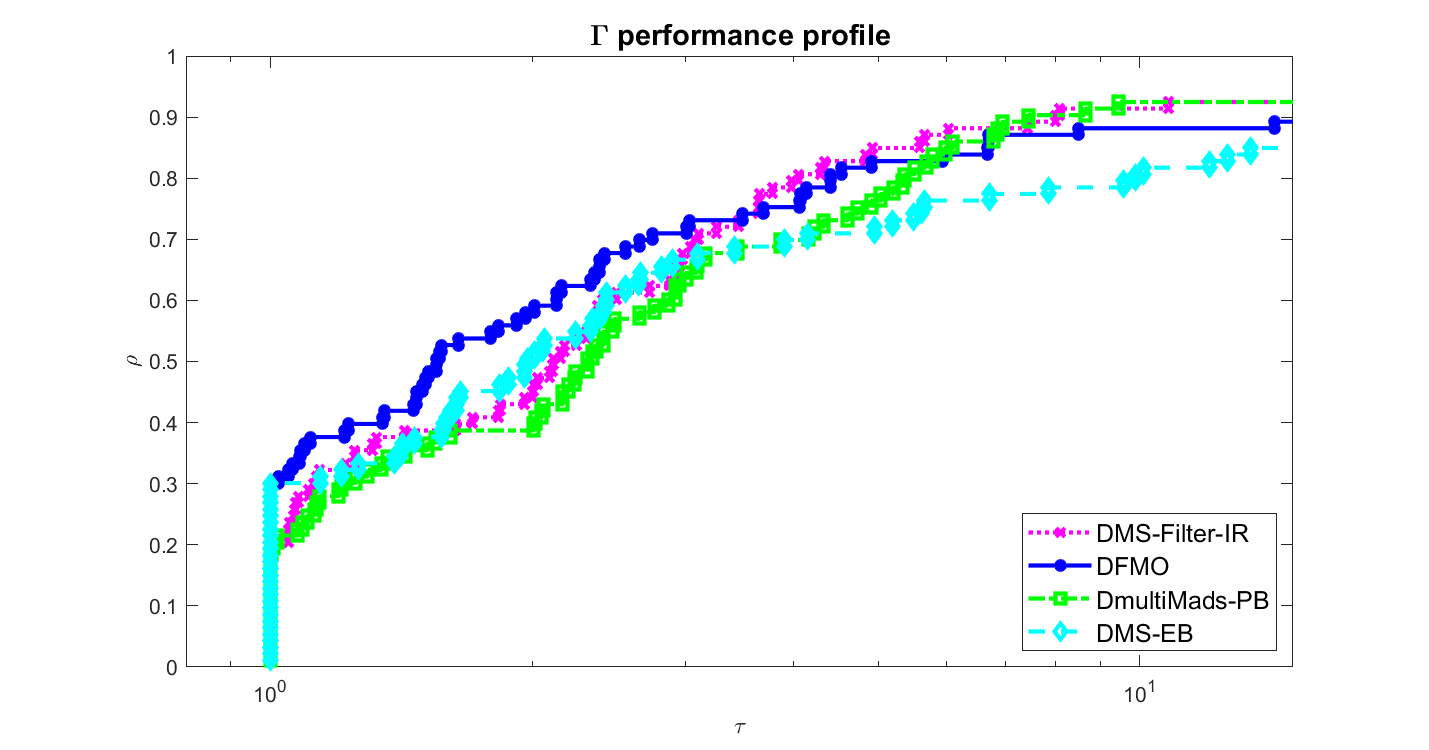 Γ performance profile
1
0.9
0.8
0.7
0.6
0.5
0.4
0.3
0.2
0.1
0
ρ
10⁰
10¹
τ
DMS-Filter-IR
DFMO
DmultiMads-PB
DMS-EB